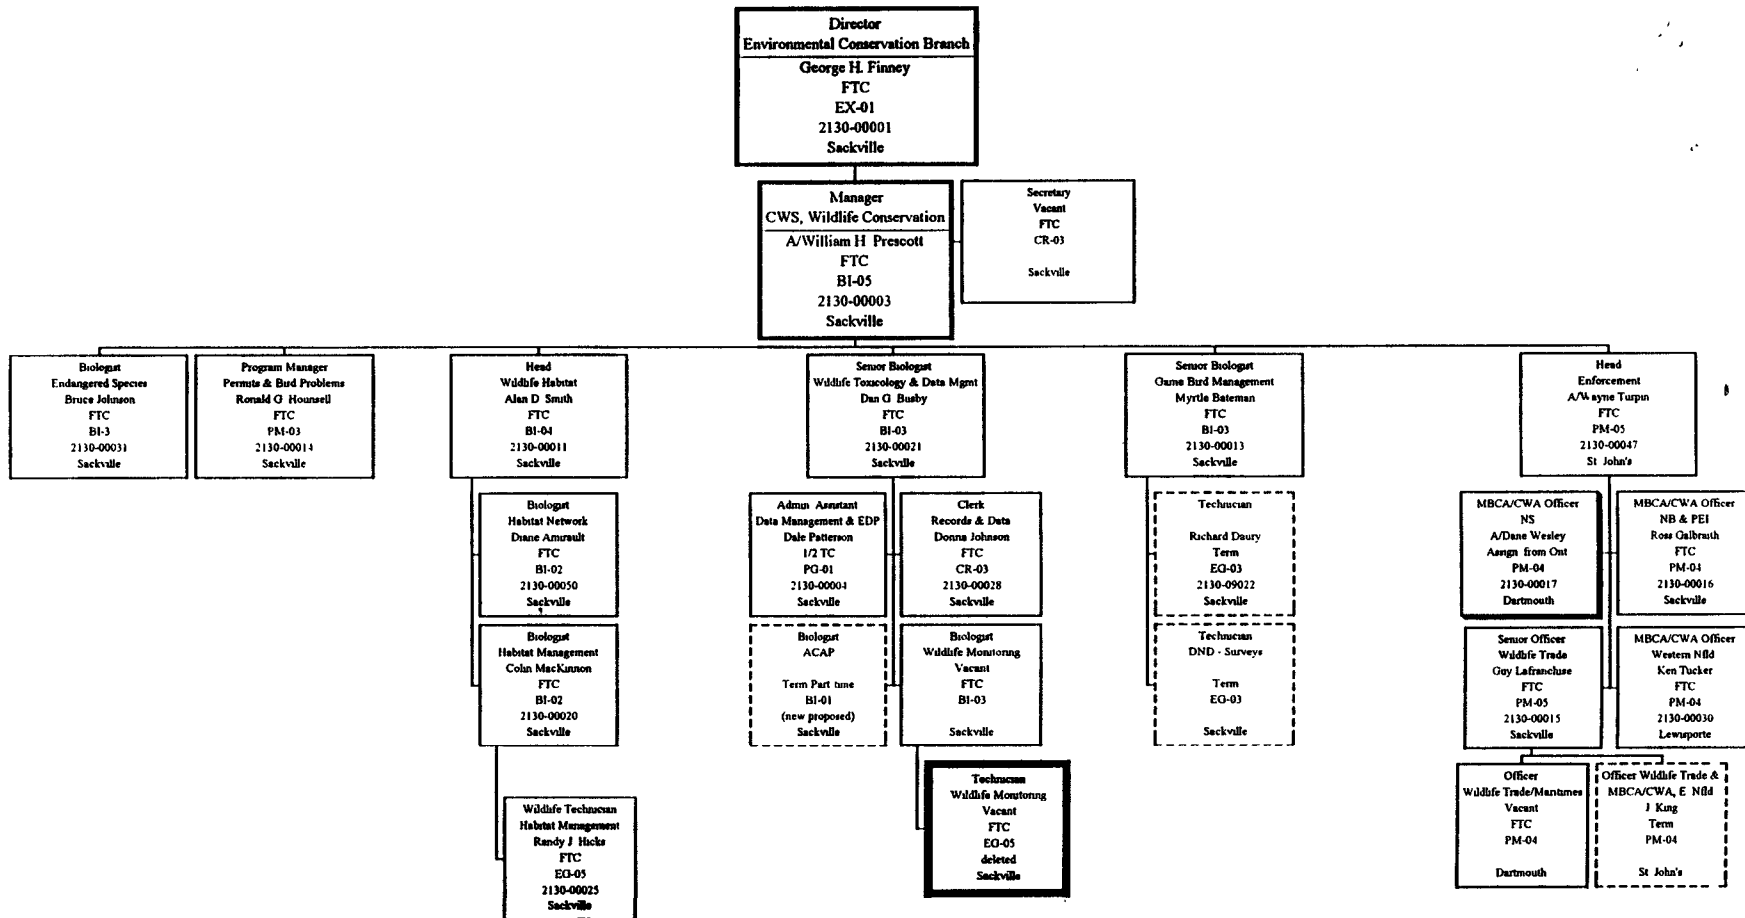 Director
Environmental Conservation Branch
George H. Finney
FTC
EX-01
2130-00001
Sackville
Manager
CWS, Wildlife Conservation
A/William H Prescott
FTC
BI-05
2130-00003
Sackville
Secretary
Vacant
FTC
CR-03
Sackville
Biologist
Endangered Species
Bruce Johnson
FTC
BI-3
2130-00031
Sackville
Program Manager
Permits & Bird Problems
Ronald G Hounsell
FTC
PM-03
2130-00014
Sackville
Head
Wildlife Habitat
Alan D Smith
FTC
BI-04
2130-00011
Sackville
Senior Biologist
Wildlife Toxicology & Data Mgmt
Dan G Busby
FTC
BI-03
2130-00021
Sackville
Senior Biologist
Game Bird Management
Myrtle Bateman
FTC
BI-03
2130-00013
Sackville
Head
Enforcement
A/Wayne Turpin
FTC
PM-05
2130-00047
St John's
Biologist
Habitat Network
Diane Amirault
FTC
BI-02
2130-00050
Sackville
Biologist
Habitat Management
Colin MacKinnon
FTC
BI-02
2130-00020
Sackville
Wildlife Technician
Habitat Management
Randy J Hicks
FTC
EG-05
2130-00025
Sackville
Admin Assistant
Data Management & EDP
Dale Patterson
1/2 TC
PG-01
2130-00004
Sackville
Clerk
Records & Data
Donna Johnson
FTC
CR-03
2130-00028
Sackville
Biologist
ACAP
Term Part time
BI-01
(new proposed)
Sackville
Biologist
Wildlife Monitoring
Vacant
FTC
BI-03
Sackville
Technician
Wildlife Monitoring
Vacant
FTC
EG-05
deleted
Sackville
Technician
Richard Daury
Term
EG-03
2130-09022
Sackville
Technician
DND - Surveys
Term
EG-03
Sackville
MBCA/CWA Officer
NS
A/Dane Wesley
Assign from Ont
PM-04
2130-00017
Dartmouth
MBCA/CWA Officer
NB & PEI
Ross Galbraith
FTC
PM-04
2130-00016
Sackville
Senior Officer
Wildlife Trade
Guy Lafranchise
FTC
PM-05
2130-00015
Sackville
MBCA/CWA Officer
Western Nfld
Ken Tucker
FTC
PM-04
2130-00030
Lewisporte
Officer
Wildlife Trade/Maritimes
Vacant
FTC
PM-04
Dartmouth
Officer Wildlife Trade &
MBCA/CWA, E Nfld
J King
Term
PM-04
St John's